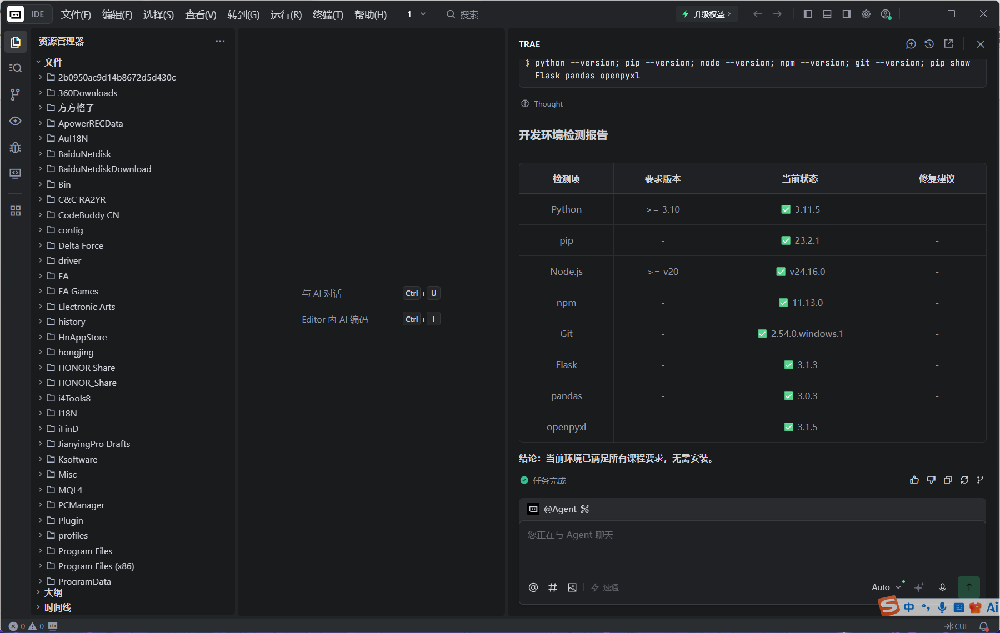 IDE 文件(F) 编辑(E) 选择(S) 查看(V) 转到(G) 运行(R) 终端(T) 帮助(H) 1 搜索 升级权益
资源管理器
文件
2b0950ac9d14b8672d5d430c
360Downloads
方方格子
ApowerRECData
AuI18N
BaiduNetdisk
BaiduNetdiskDownload
Bin
C&C RA2YR
CodeBuddy CN
config
Delta Force
driver
EA
EA Games
Electronic Arts
history
HnAppStore
hongjing
HONOR Share
HONOR_Share
i4Tools8
I18N
iFinD
JianyingPro Drafts
Ksoftware
Misc
MQL4
PCManager
Plugin
profiles
Program Files
Program Files (x86)
ProgramData
大纲
时间线
与 AI 对话 Ctrl + U
Editor 内 AI 编码 Ctrl + I
TRAE
$ python --version; pip --version; node --version; npm --version; git --version; pip show
Flask pandas openpyxl
Thought
开发环境检测报告
检测项 要求版本 当前状态 修复建议
Python >= 3.10 ✅ 3.11.5 -
pip - ✅ 23.2.1 -
Node.js >= v20 ✅ v24.16.0 -
npm - ✅ 11.13.0 -
Git - ✅ 2.54.0.windows.1 -
Flask - ✅ 3.1.3 -
pandas - ✅ 3.0.3 -
openpyxl - ✅ 3.1.5 -
结论：当前环境已满足所有课程要求，无需安装。
任务完成
@Agent
您正在与 Agent 聊天
速通 Auto
中 Ai
0 0 CUE